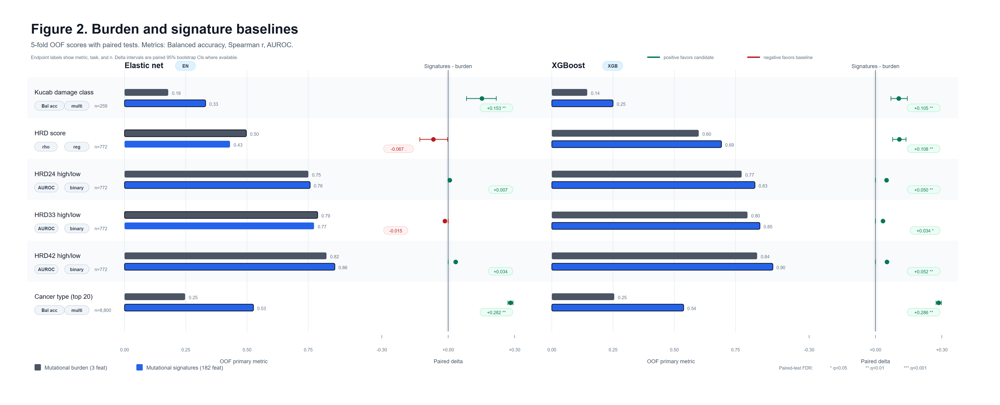 Figure 2. Burden and signature baselines
5-fold OOF scores with paired tests. Metrics: Balanced accuracy, Spearman r, AUROC.
Endpoint labels show metric, task, and n. Delta intervals are paired 95% bootstrap CIs where available.
positive favors candidate negative favors baseline
Elastic net EN Signatures - burden XGBoost XGB Signatures - burden
Kucab damage class 0.18 0.14
Bal acc multi n=259 0.33 +0.153 ** 0.25 +0.105 **
HRD score 0.50 0.60
rho reg n=772 0.43 -0.067 . 0.69 +0.108 **
HRD24 high/low 0.75 0.77
AUROC binary n=772 0.76 +0.007 0.83 +0.050 **
HRD33 high/low 0.79 0.80
AUROC binary n=772 0.77 -0.015 0.85 +0.034 *
HRD42 high/low 0.82 0.84
AUROC binary n=772 0.86 +0.034 0.90 +0.052 **
Cancer type (top 20) 0.25 0.25
Bal acc multi n=8,800 0.53 +0.282 ** 0.54 +0.286 **
0.00 0.25 0.50 0.75 -0.30 +0.00 +0.30 0.00 0.25 0.50 0.75 -0.30 +0.00 +0.30
OOF primary metric Paired delta OOF primary metric Paired delta
Mutational burden (3 feat) Mutational signatures (182 feat) Paired-test FDR: * q<0.05 ** q<0.01 *** q<0.001